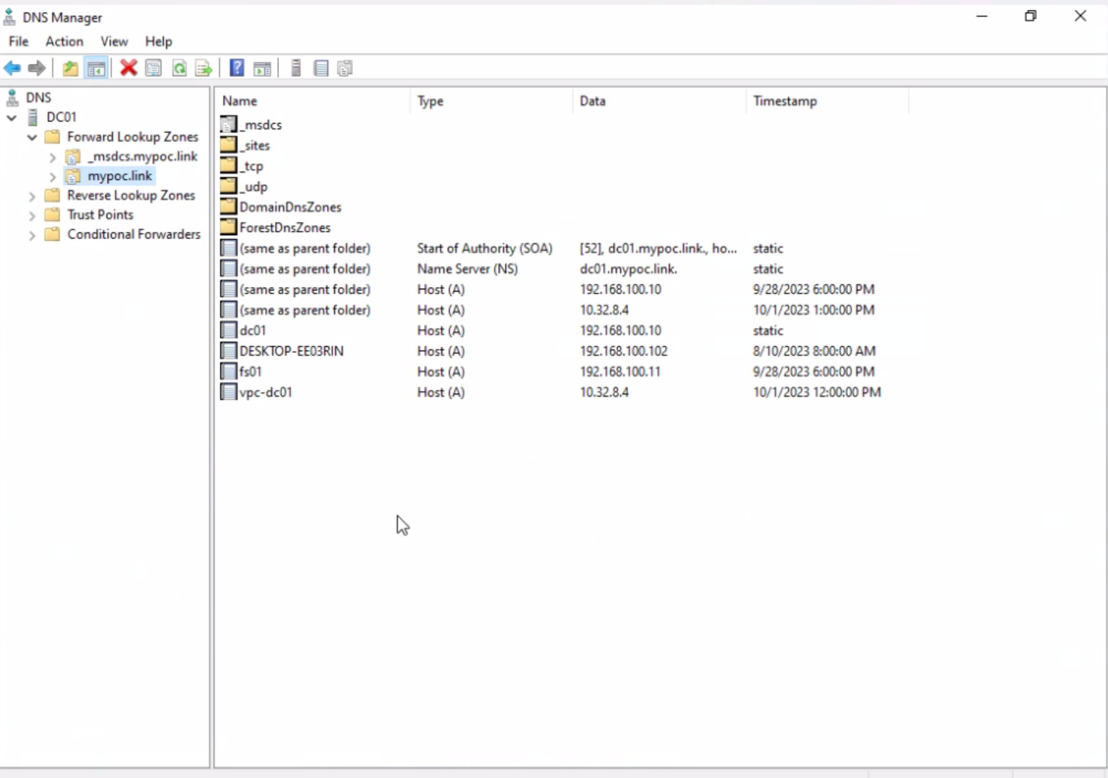 DNS Manager
File Action View Help
DNS
DC01
Forward Lookup Zones
_msdcs.mypoc.link
mypoc.link
Reverse Lookup Zones
Trust Points
Conditional Forwarders
Name Type Data Timestamp
_msdcs
_sites
_tcp
_udp
DomainDnsZones
ForestDnsZones
(same as parent folder) Start of Authority (SOA) [52], dc01.mypoc.link., ho... static
(same as parent folder) Name Server (NS) dc01.mypoc.link. static
(same as parent folder) Host (A) 192.168.100.10 9/28/2023 6:00:00 PM
(same as parent folder) Host (A) 10.32.8.4 10/1/2023 1:00:00 PM
dc01 Host (A) 192.168.100.10 static
DESKTOP-EE03RIN Host (A) 192.168.100.102 8/10/2023 8:00:00 AM
fs01 Host (A) 192.168.100.11 9/28/2023 6:00:00 PM
vpc-dc01 Host (A) 10.32.8.4 10/1/2023 12:00:00 PM